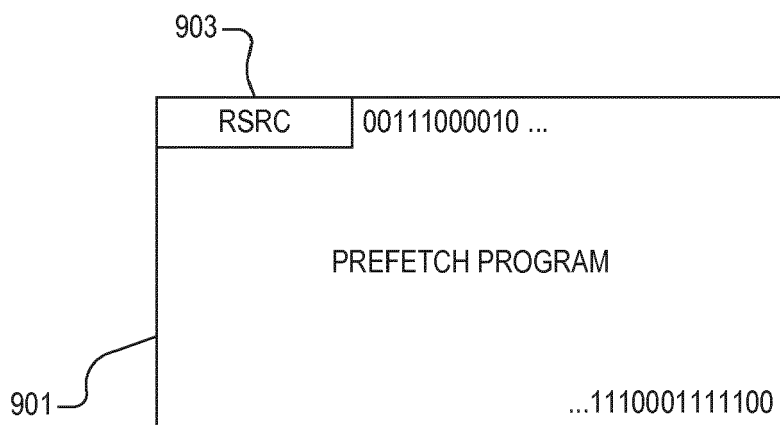 903
RSRC 00111000010 ...
PREFETCH PROGRAM
901 ...1110001111100